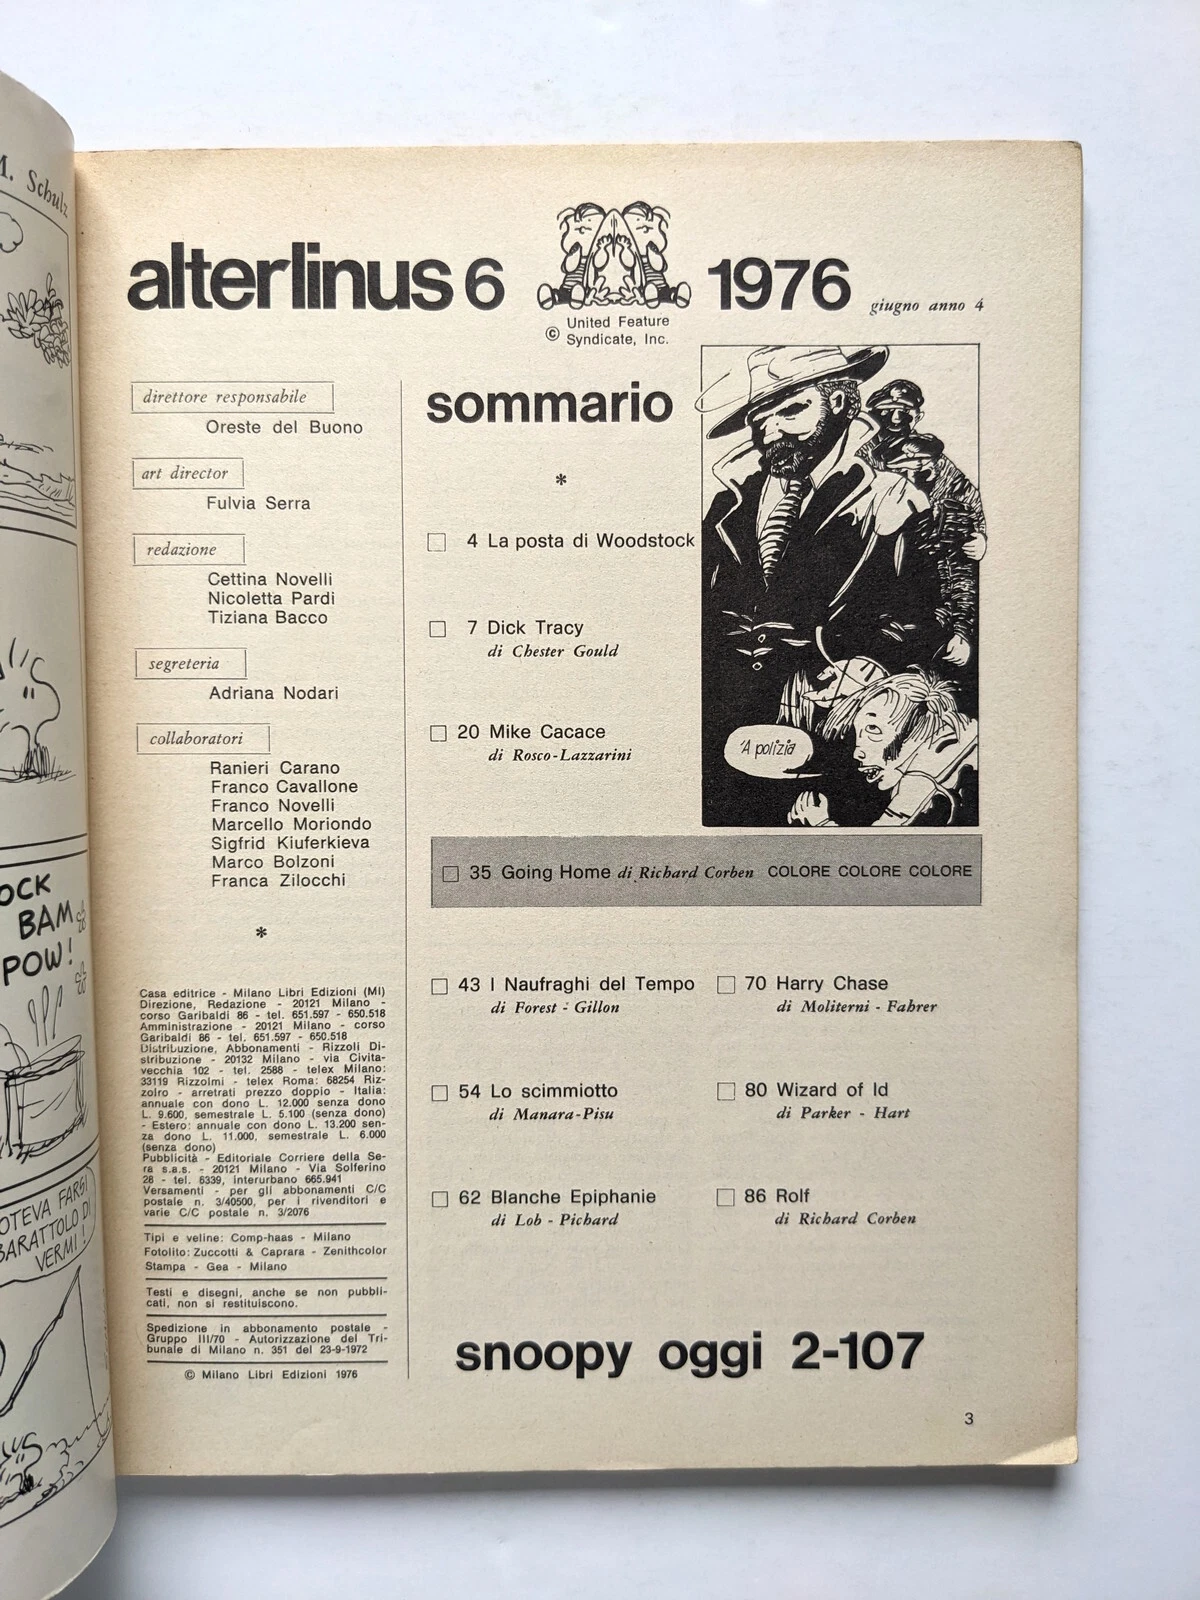 M. Schulz
OCK
BAM
POW!
OTEVA FARSI
BARATTOLO DI
VERMI!
alterlinus 6
1976
giugno anno 4
© United Feature
Syndicate, Inc.
direttore responsabile
Oreste del Buono
art director
Fulvia Serra
redazione
Cettina Novelli
Nicoletta Pardi
Tiziana Bacco
segreteria
Adriana Nodari
collaboratori
Ranieri Carano
Franco Cavallone
Franco Novelli
Marcello Moriondo
Sigfrid Kiuferkieva
Marco Bolzoni
Franca Zilocchi
*
Casa editrice - Milano Libri Edizioni (MI)
Direzione, Redazione - 20121 Milano -
corso Garibaldi 86 - tel. 651.597 - 650.518
Amministrazione - 20121 Milano - corso
Garibaldi 86 - tel. 651.597 - 650.518
Distribuzione, Abbonamenti - Rizzoli Di-
stribuzione - 20132 Milano - via Civita-
vecchia 102 - tel. 2588 - telex Milano:
33119 Rizzolmi - telex Roma: 68254 Riz-
zolro - arretrati prezzo doppio - Italia:
annuale con dono L. 12.000 senza dono
L. 9.600, semestrale L. 5.100 (senza dono)
- Estero: annuale con dono L. 13.200 sen-
za dono L. 11.000, semestrale L. 6.000
(senza dono)
Pubblicità - Editoriale Corriere della Se-
ra s.a.s. - 20121 Milano - Via Solferino
28 - tel. 6339, interurbano 665.941
Versamenti - per gli abbonamenti C/C
postale n. 3/40500, per i rivenditori e
varie C/C postale n. 3/2076
Tipi e veline: Comp-haas - Milano
Fotolito: Zuccotti & Caprara - Zenithcolor
Stampa - Gea - Milano
Testi e disegni, anche se non pubbli-
cati, non si restituiscono.
Spedizione in abbonamento postale -
Gruppo III/70 - Autorizzazione del Tri-
bunale di Milano n. 351 del 23-9-1972
© Milano Libri Edizioni 1976
sommario
*
4 La posta di Woodstock
7 Dick Tracy
di Chester Gould
20 Mike Cacace
di Rosco-Lazzarini
'A polizia
35 Going Home di Richard Corben COLORE COLORE COLORE
43 I Naufraghi del Tempo
di Forest - Gillon
54 Lo scimmiotto
di Manara-Pisu
62 Blanche Epiphanie
di Lob - Pichard
70 Harry Chase
di Moliterni - Fahrer
80 Wizard of Id
di Parker - Hart
86 Rolf
di Richard Corben
snoopy oggi 2-107
3